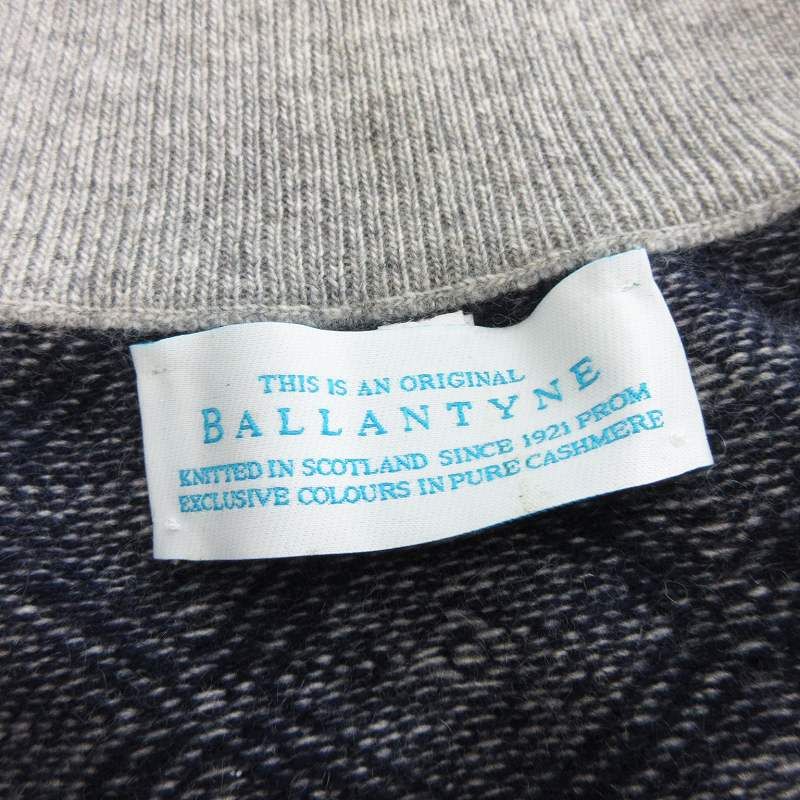 THIS IS AN ORIGINAL
BALLANTYNE
KNITTED IN SCOTLAND SINCE 1921 PROM
EXCLUSIVE COLOURS IN PURE CASHMERE